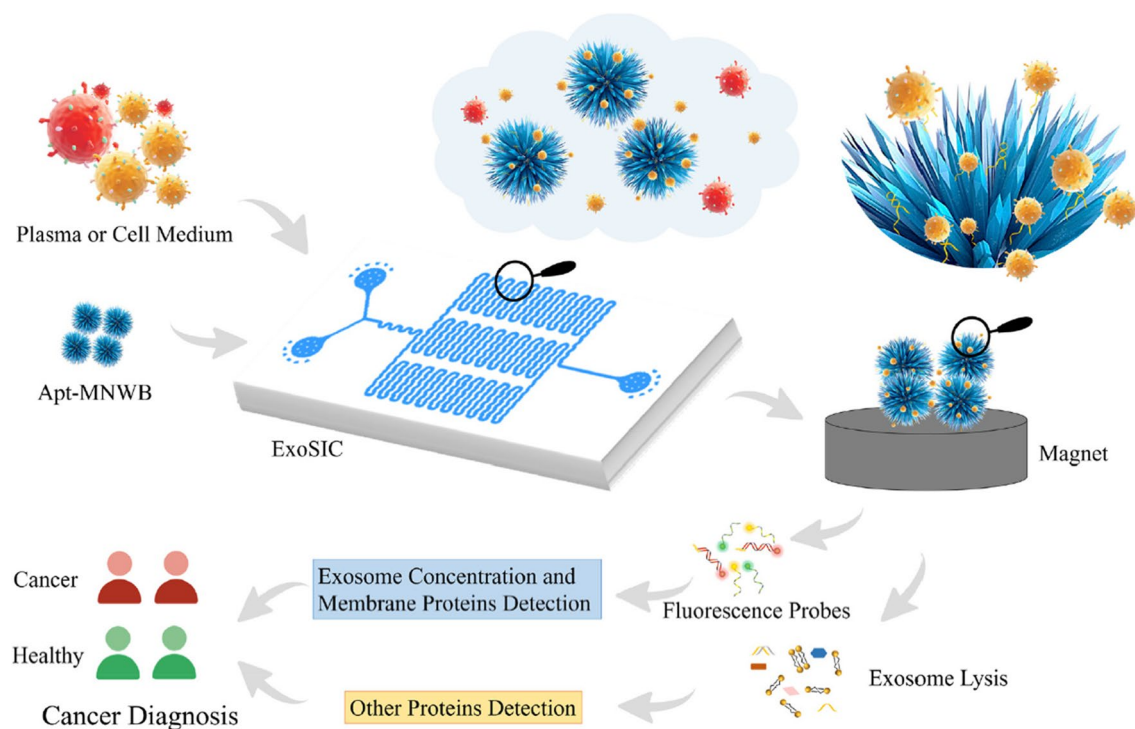 Plasma or Cell Medium
Apt-MNWB
ExoSIC
Magnet
Fluorescence Probes
Exosome Lysis
Exosome Concentration and
Membrane Proteins Detection
Other Proteins Detection
Cancer
Healthy
Cancer Diagnosis